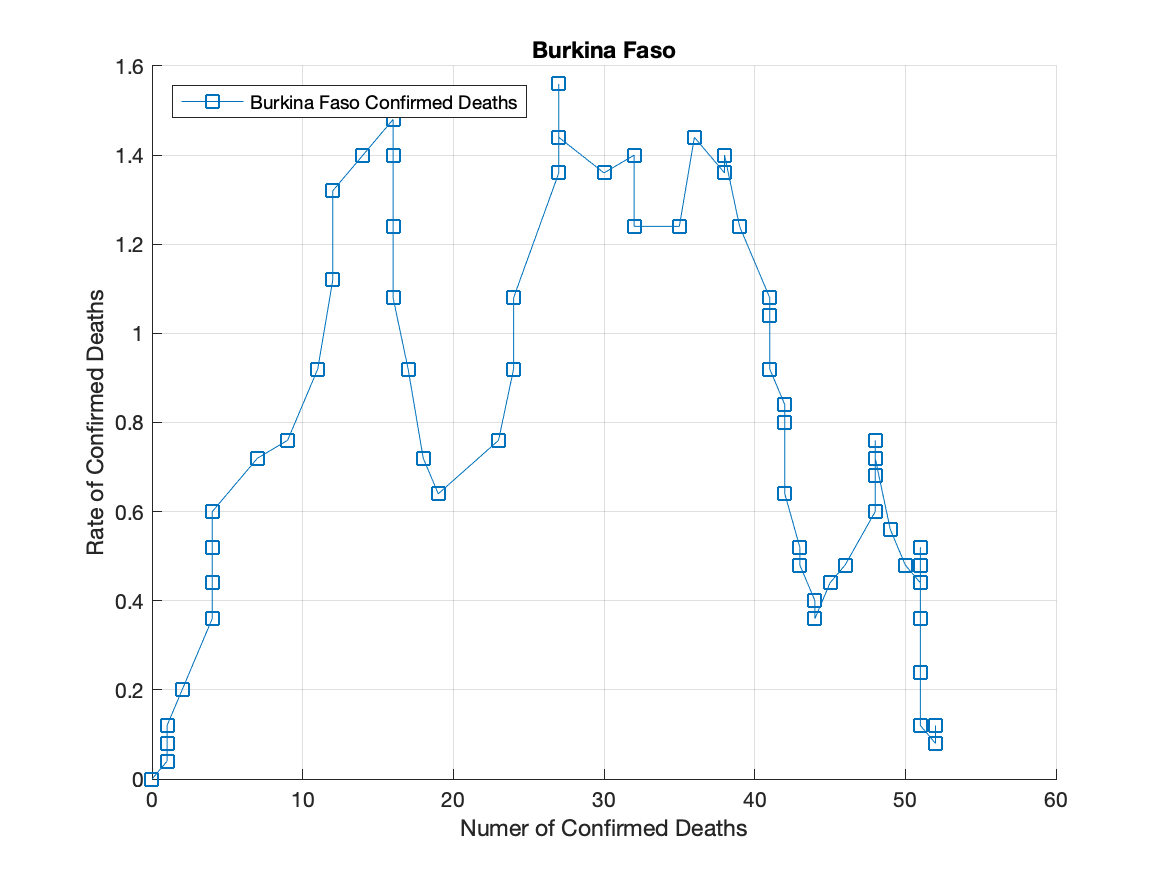 Burkina Faso
Burkina Faso Confirmed Deaths
Rate of Confirmed Deaths
1.6
1.4
1.2
1
0.8
0.6
0.4
0.2
0
0 10 20 30 40 50 60
Numer of Confirmed Deaths